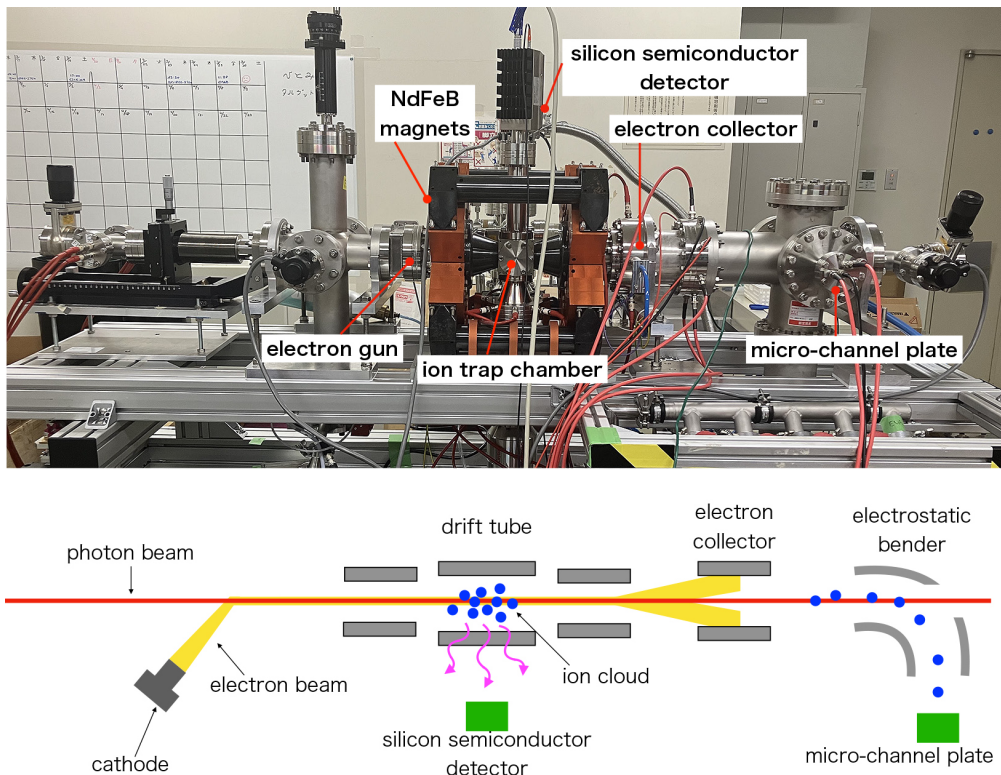 silicon semiconductor
detector
NdFeB
magnets
electron collector
electron gun
ion trap chamber
micro-channel plate
drift tube
electron
collector
electrostatic
bender
photon beam
electron beam
ion cloud
cathode
silicon semiconductor
detector
micro-channel plate